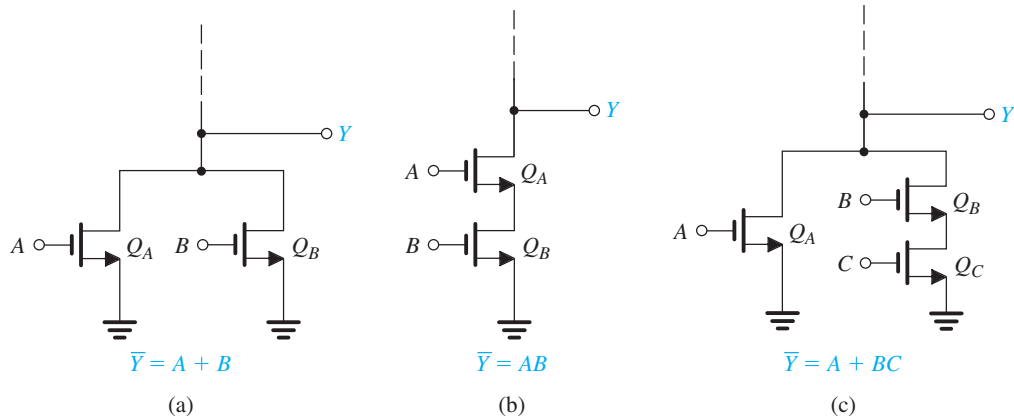 Y
A
Q_A
B
Q_B
Y̅ = A + B
(a)
Y
A
Q_A
B
Q_B
Y̅ = AB
(b)
Y
A
Q_A
B
Q_B
C
Q_C
Y̅ = A + BC
(c)